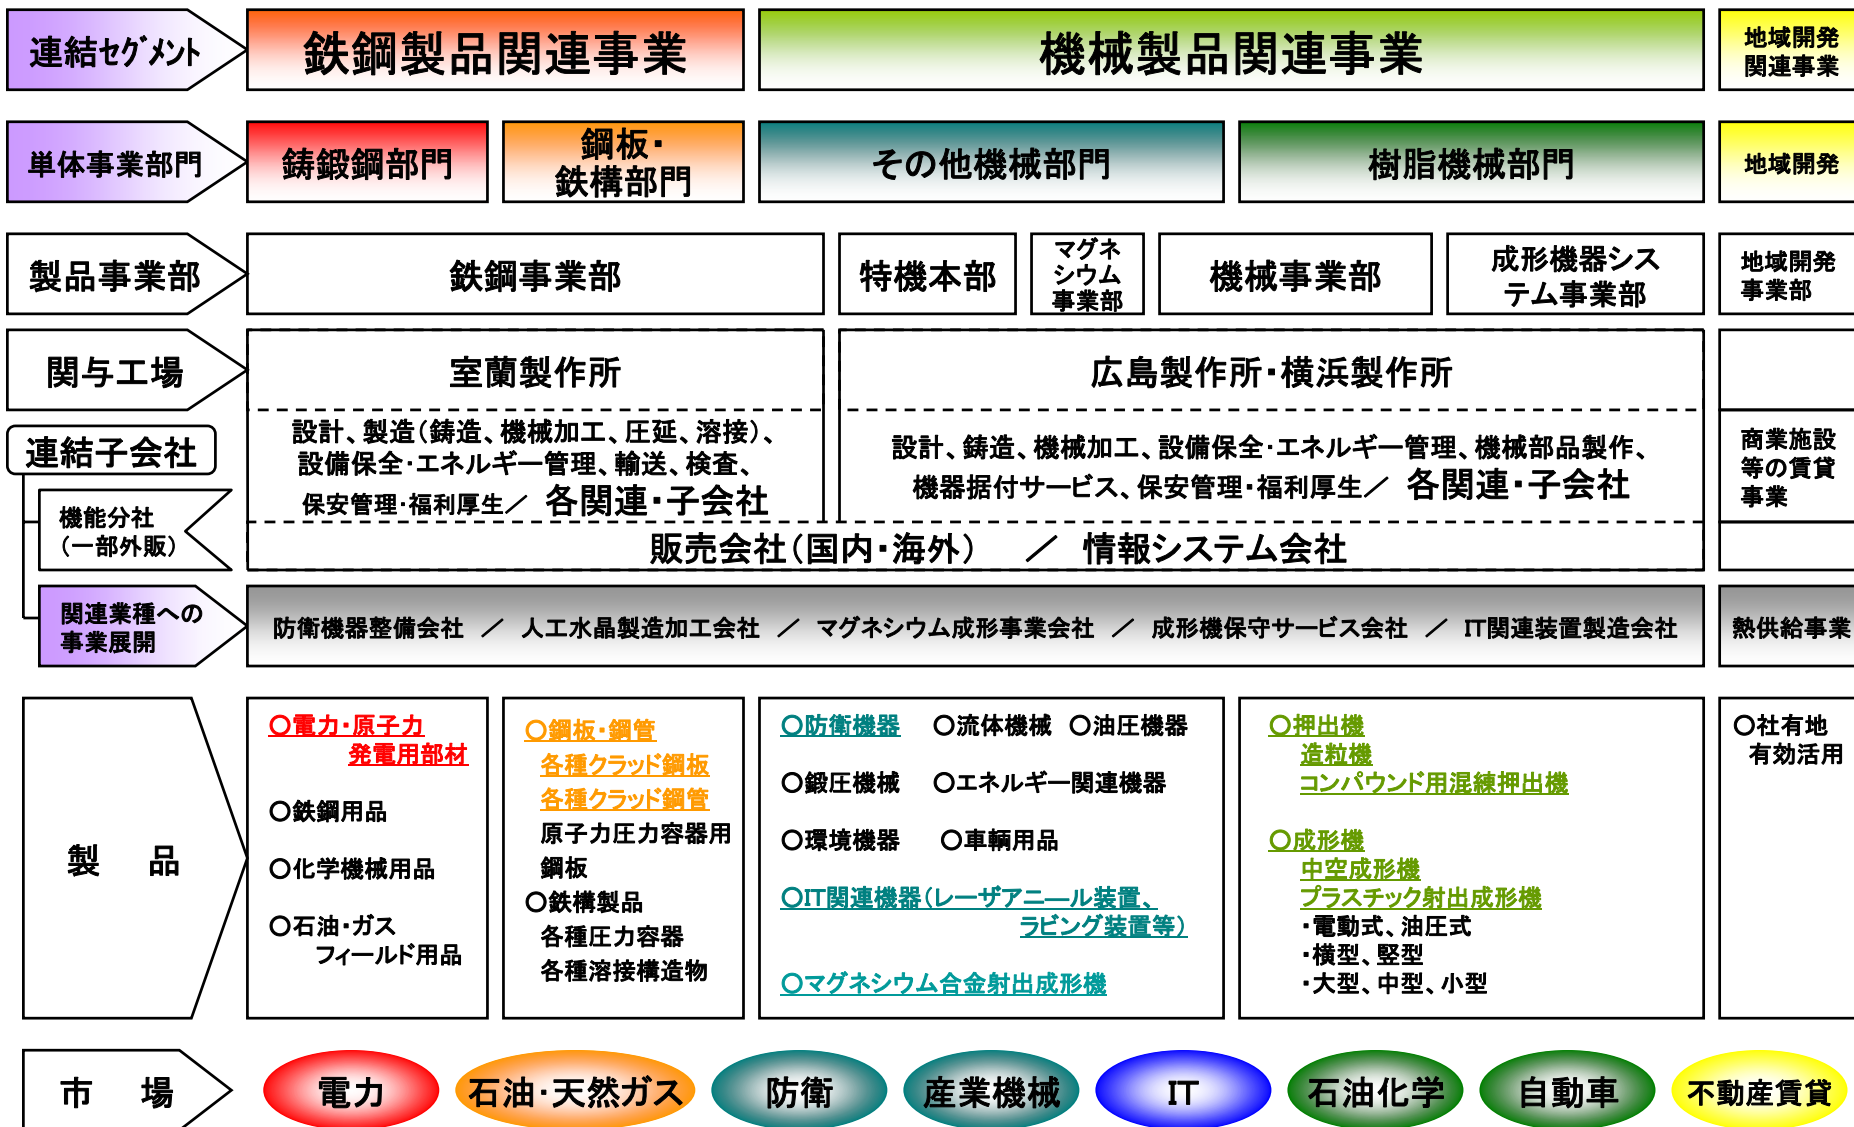 連結セグメント
鉄鋼製品関連事業
機械製品関連事業
地域開発
関連事業
単体事業部門
鋳鍛鋼部門
鋼板・
鉄構部門
その他機械部門
樹脂機械部門
地域開発
製品事業部
鉄鋼事業部
特機本部
マグネ
シウム
事業部
機械事業部
成形機器シス
テム事業部
地域開発
事業部
関与工場
室蘭製作所
広島製作所・横浜製作所
連結子会社
設計、製造(鋳造、機械加工、圧延、溶接)、
設備保全・エネルギー管理、輸送、検査、
保安管理・福利厚生/ 各関連・子会社
設計、鋳造、機械加工、設備保全・エネルギー管理、機械部品製作、
機器据付サービス、保安管理・福利厚生/ 各関連・子会社
商業施設
等の賃貸
事業
機能分社
(一部外販)
販売会社(国内・海外) / 情報システム会社
関連業種への
事業展開
防衛機器整備会社 / 人工水晶製造加工会社 / マグネシウム成形事業会社 / 成形機保守サービス会社 / IT関連装置製造会社
熱供給事業
製 品
○電力・原子力
発電用部材
○鉄鋼用品
○化学機械用品
○石油・ガス
フィールド用品
○鋼板・鋼管
各種クラッド鋼板
各種クラッド鋼管
原子力圧力容器用
鋼板
○鉄構製品
各種圧力容器
各種溶接構造物
○防衛機器 ○流体機械 ○油圧機器
○鍛圧機械 ○エネルギー関連機器
○環境機器 ○車輌用品
○IT関連機器(レーザアニ―ル装置、
ラビング装置等)
○マグネシウム合金射出成形機
○押出機
造粒機
コンパウンド用混練押出機
○成形機
中空成形機
プラスチック射出成形機
・電動式、油圧式
・横型、竪型
・大型、中型、小型
○社有地
有効活用
市 場
電力
石油・天然ガス
防衛
産業機械
IT
石油化学
自動車
不動産賃貸